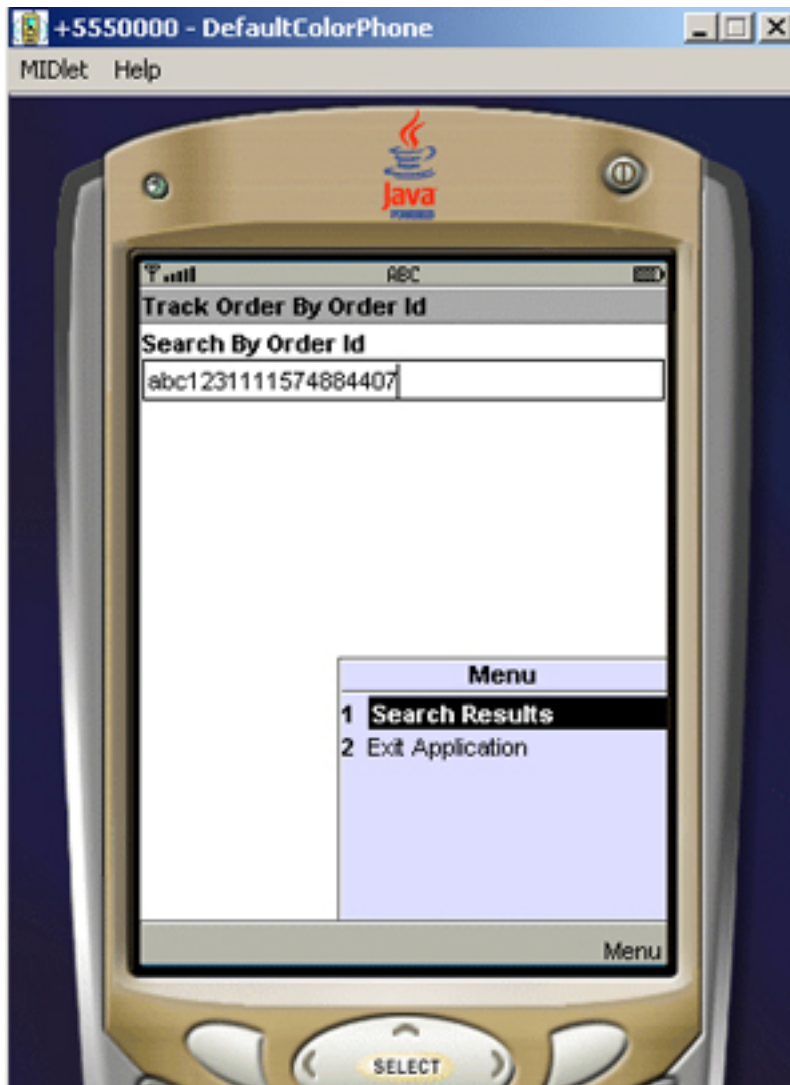 +5550000 - DefaultColorPhone
MIDlet Help
Java
POWERED
ABC
Track Order By Order Id
Search By Order Id
abc1231111574884407
Menu
1 Search Results
2 Exit Application
Menu
SELECT